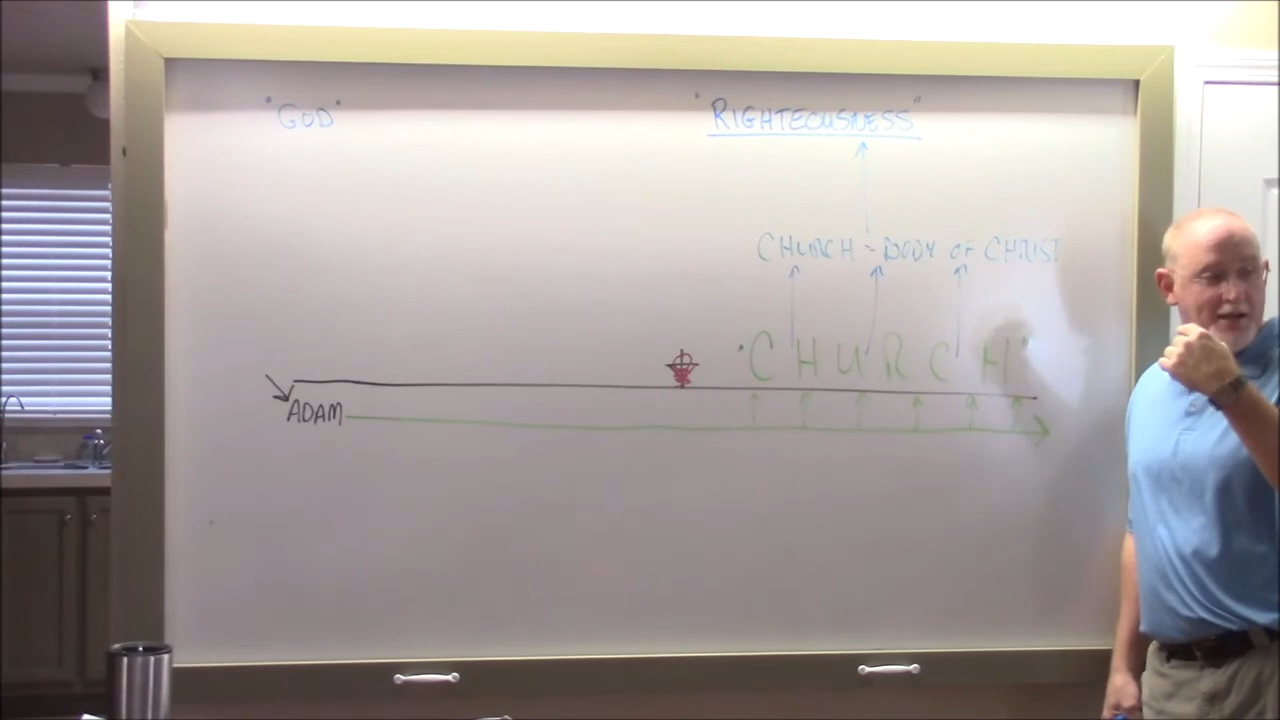 "GOD"
"RIGHTEOUSNESS"
CHURCH - BODY OF CHRIST
"CHURCH"
ADAM